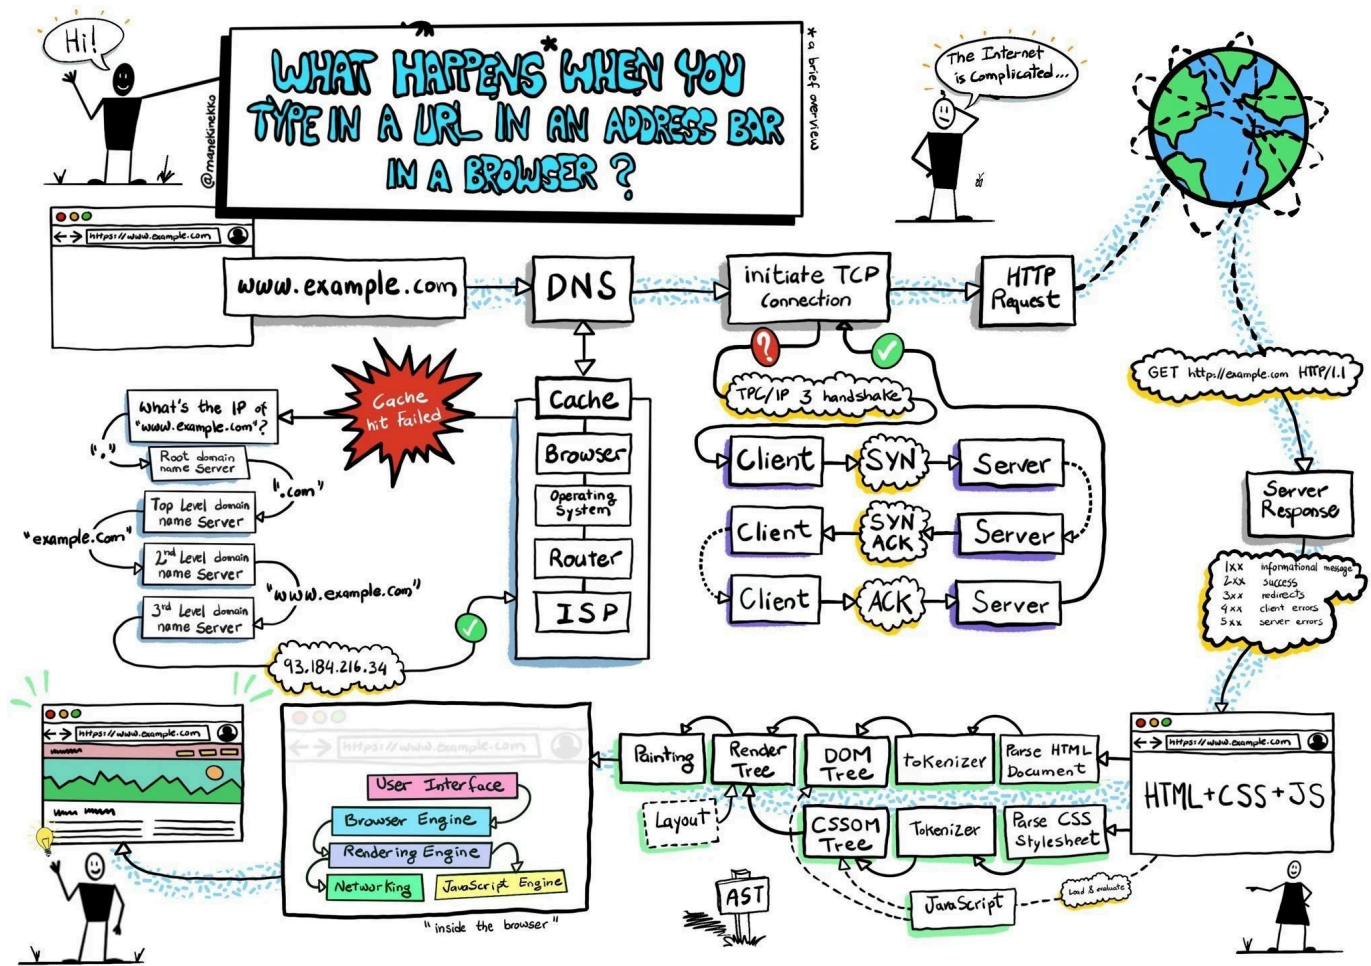 Hi!
WHAT HAPPENS* WHEN YOU
TYPE IN A URL IN AN ADDRESS BAR
IN A BROWSER ?
* a brief overview
@manekinekko
The Internet
is complicated...
https://www.example.com
www.example.com
DNS
initiate TCP
Connection
HTTP
Request
GET http://example.com HTTP/1.1
Server
Response
1xx informational message
2xx success
3xx redirects
4xx client errors
5xx server errors
Cache
hit Failed
Cache
Browser
Operating
System
Router
ISP
What's the IP of
"www.example.com"?
"."
Root domain
name Server
".com"
Top Level domain
name Server
"example.com"
2nd Level domain
name Server
"www.example.com"
3rd Level domain
name Server
93.184.216.34
?
TPC/IP 3 handshake
Client
SYN
Server
Client
SYN
ACK
Server
Client
ACK
Server
https://www.example.com
HTML+CSS+JS
Parse HTML
Document
tokenizer
DOM
Tree
Render
Tree
Painting
Layout
Parse CSS
Stylesheet
Tokenizer
CSSOM
Tree
JavaScript
Load & evaluate
AST
https://www.example.com
User Interface
Browser Engine
Rendering Engine
Networking
JavaScript Engine
"inside the browser"
https://www.example.com